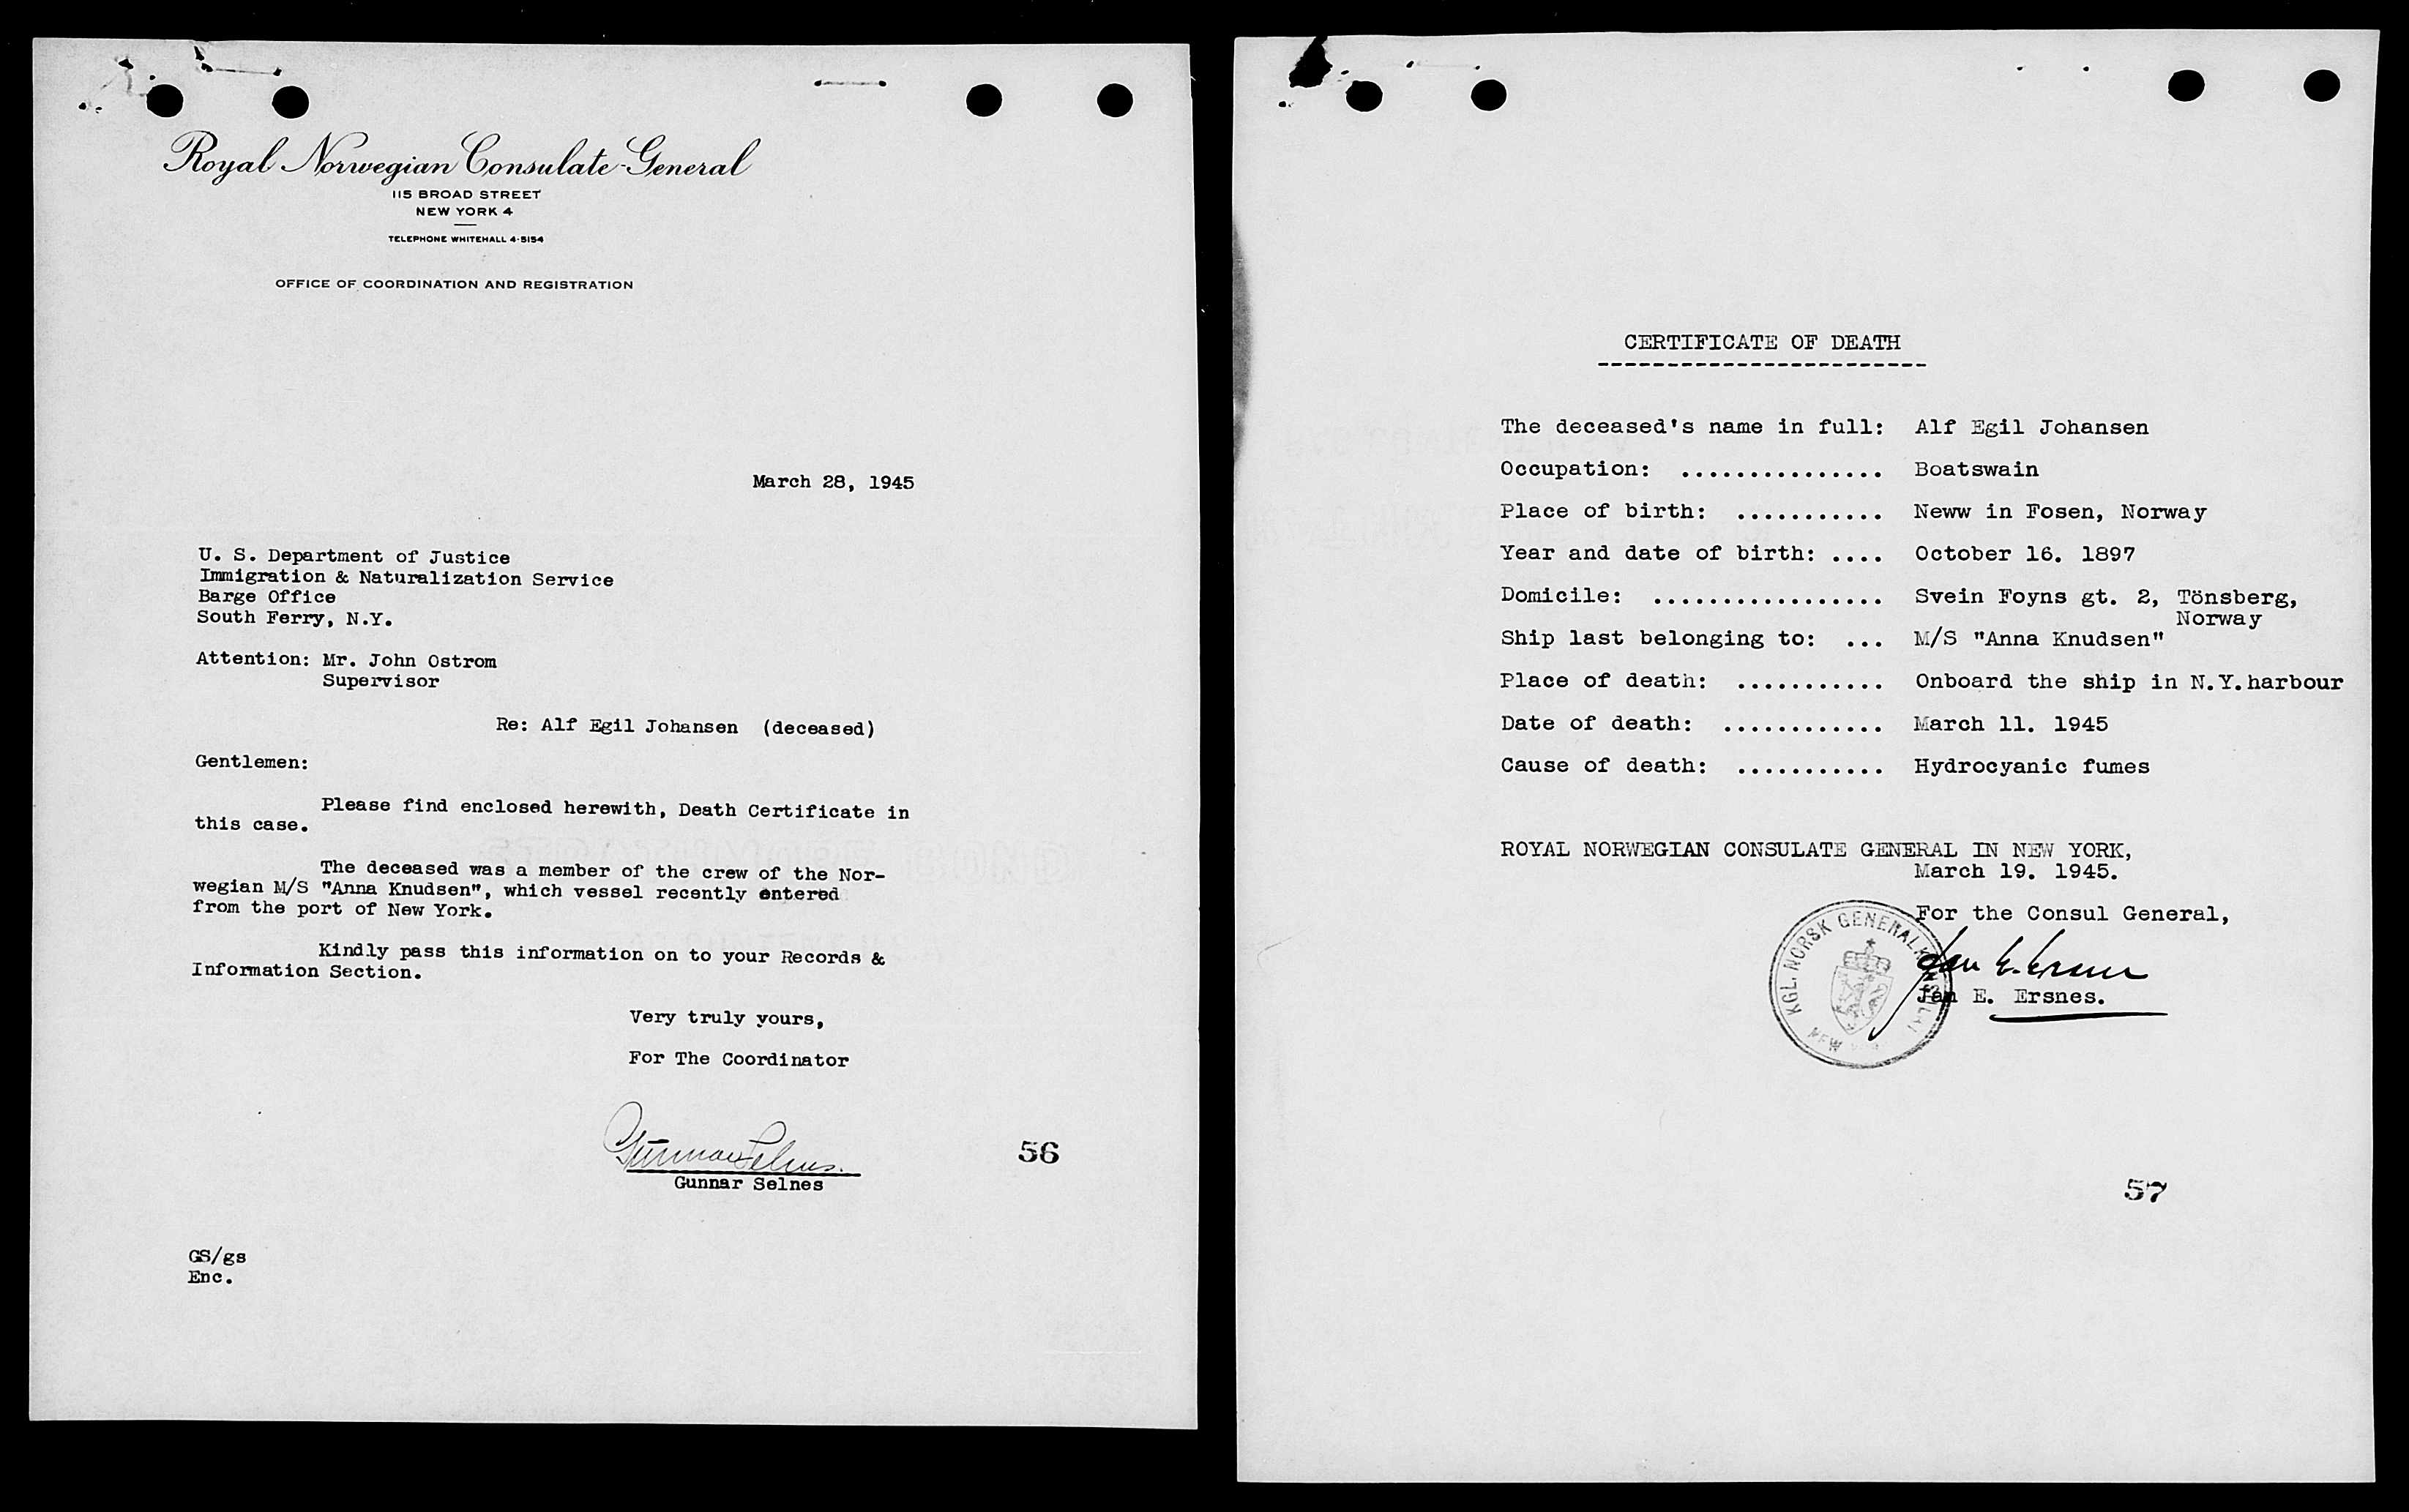 Royal Norwegian Consulate-General
115 BROAD STREET
NEW YORK 4
TELEPHONE WHITEHALL 4-5154
OFFICE OF COORDINATION AND REGISTRATION
March 28, 1945
U. S. Department of Justice
Immigration & Naturalization Service
Barge Office
South Ferry, N.Y.
Attention: Mr. John Ostrom
Supervisor
Re: Alf Egil Johansen (deceased)
Gentlemen:
Please find enclosed herewith, Death Certificate in
this case.
The deceased was a member of the crew of the Nor-
wegian M/S "Anna Knudsen", which vessel recently entered
from the port of New York.
Kindly pass this information on to your Records &
Information Section.
Very truly yours,
For The Coordinator
Gunnar Selnes.
Gunnar Selnes
56
GS/gs
Enc.
CERTIFICATE OF DEATH
The deceased's name in full: Alf Egil Johansen
Occupation: ............... Boatswain
Place of birth: ........... Neww in Fosen, Norway
Year and date of birth: .... October 16. 1897
Domicile: ................. Svein Foyns gt. 2, Tönsberg,
Norway
Ship last belonging to: ... M/S "Anna Knudsen"
Place of death: ........... Onboard the ship in N.Y.harbour
Date of death: ............ March 11. 1945
Cause of death: ........... Hydrocyanic fumes
ROYAL NORWEGIAN CONSULATE GENERAL IN NEW YORK,
March 19. 1945.
For the Consul General,
KGL. NORSK GENERALK
NEW
Jan E. Ersnes
Jan E. Ersnes.
57